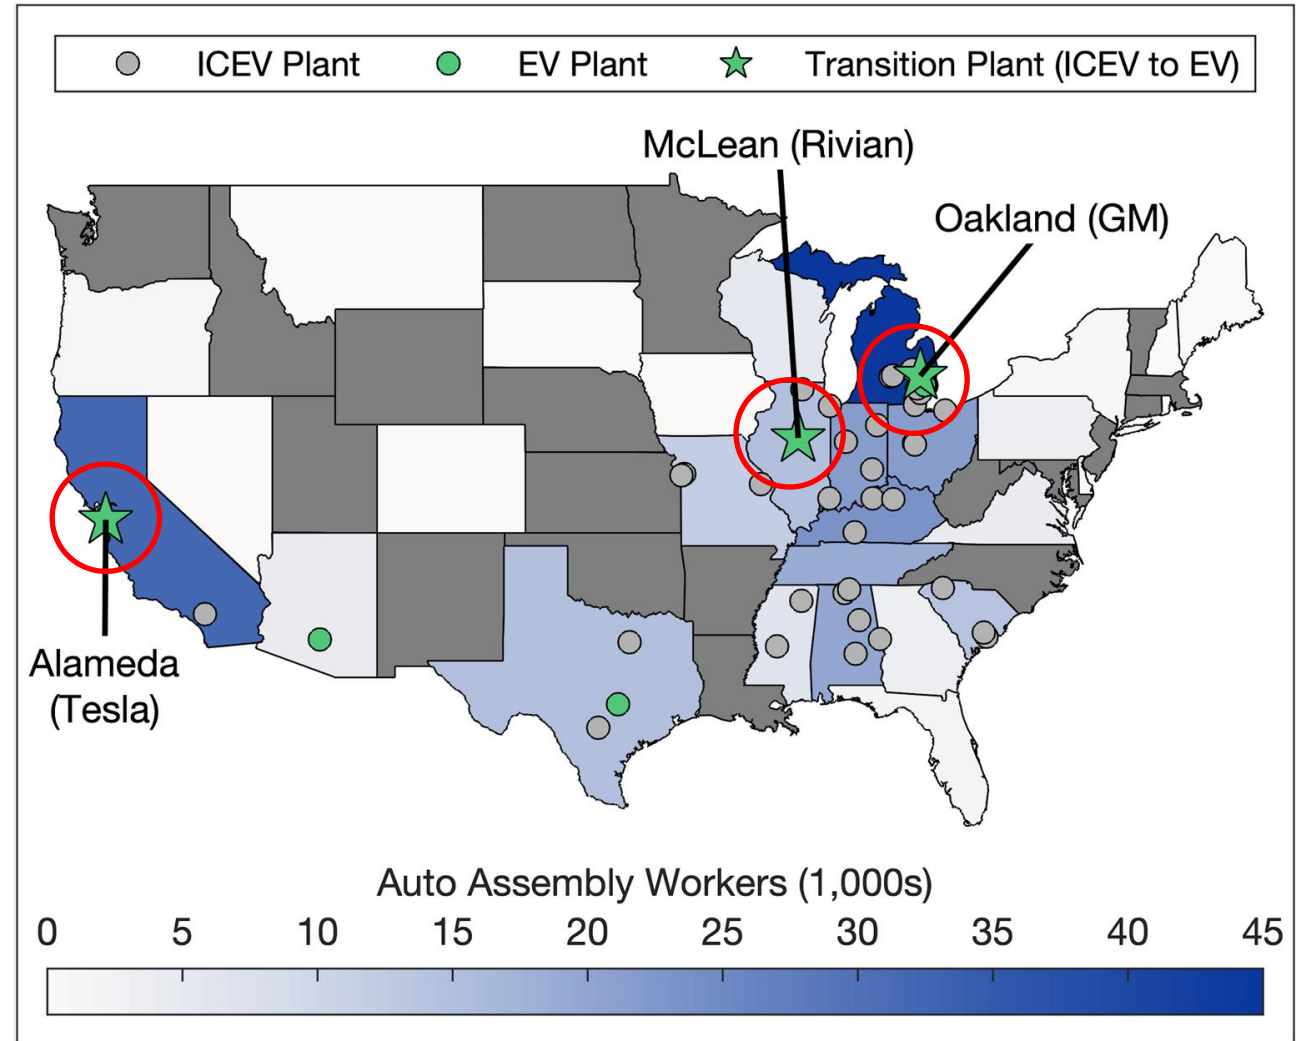 ICEV Plant EV Plant Transition Plant (ICEV to EV)
McLean (Rivian)
Oakland (GM)
Alameda
(Tesla)
Auto Assembly Workers (1,000s)
0 5 10 15 20 25 30 35 40 45